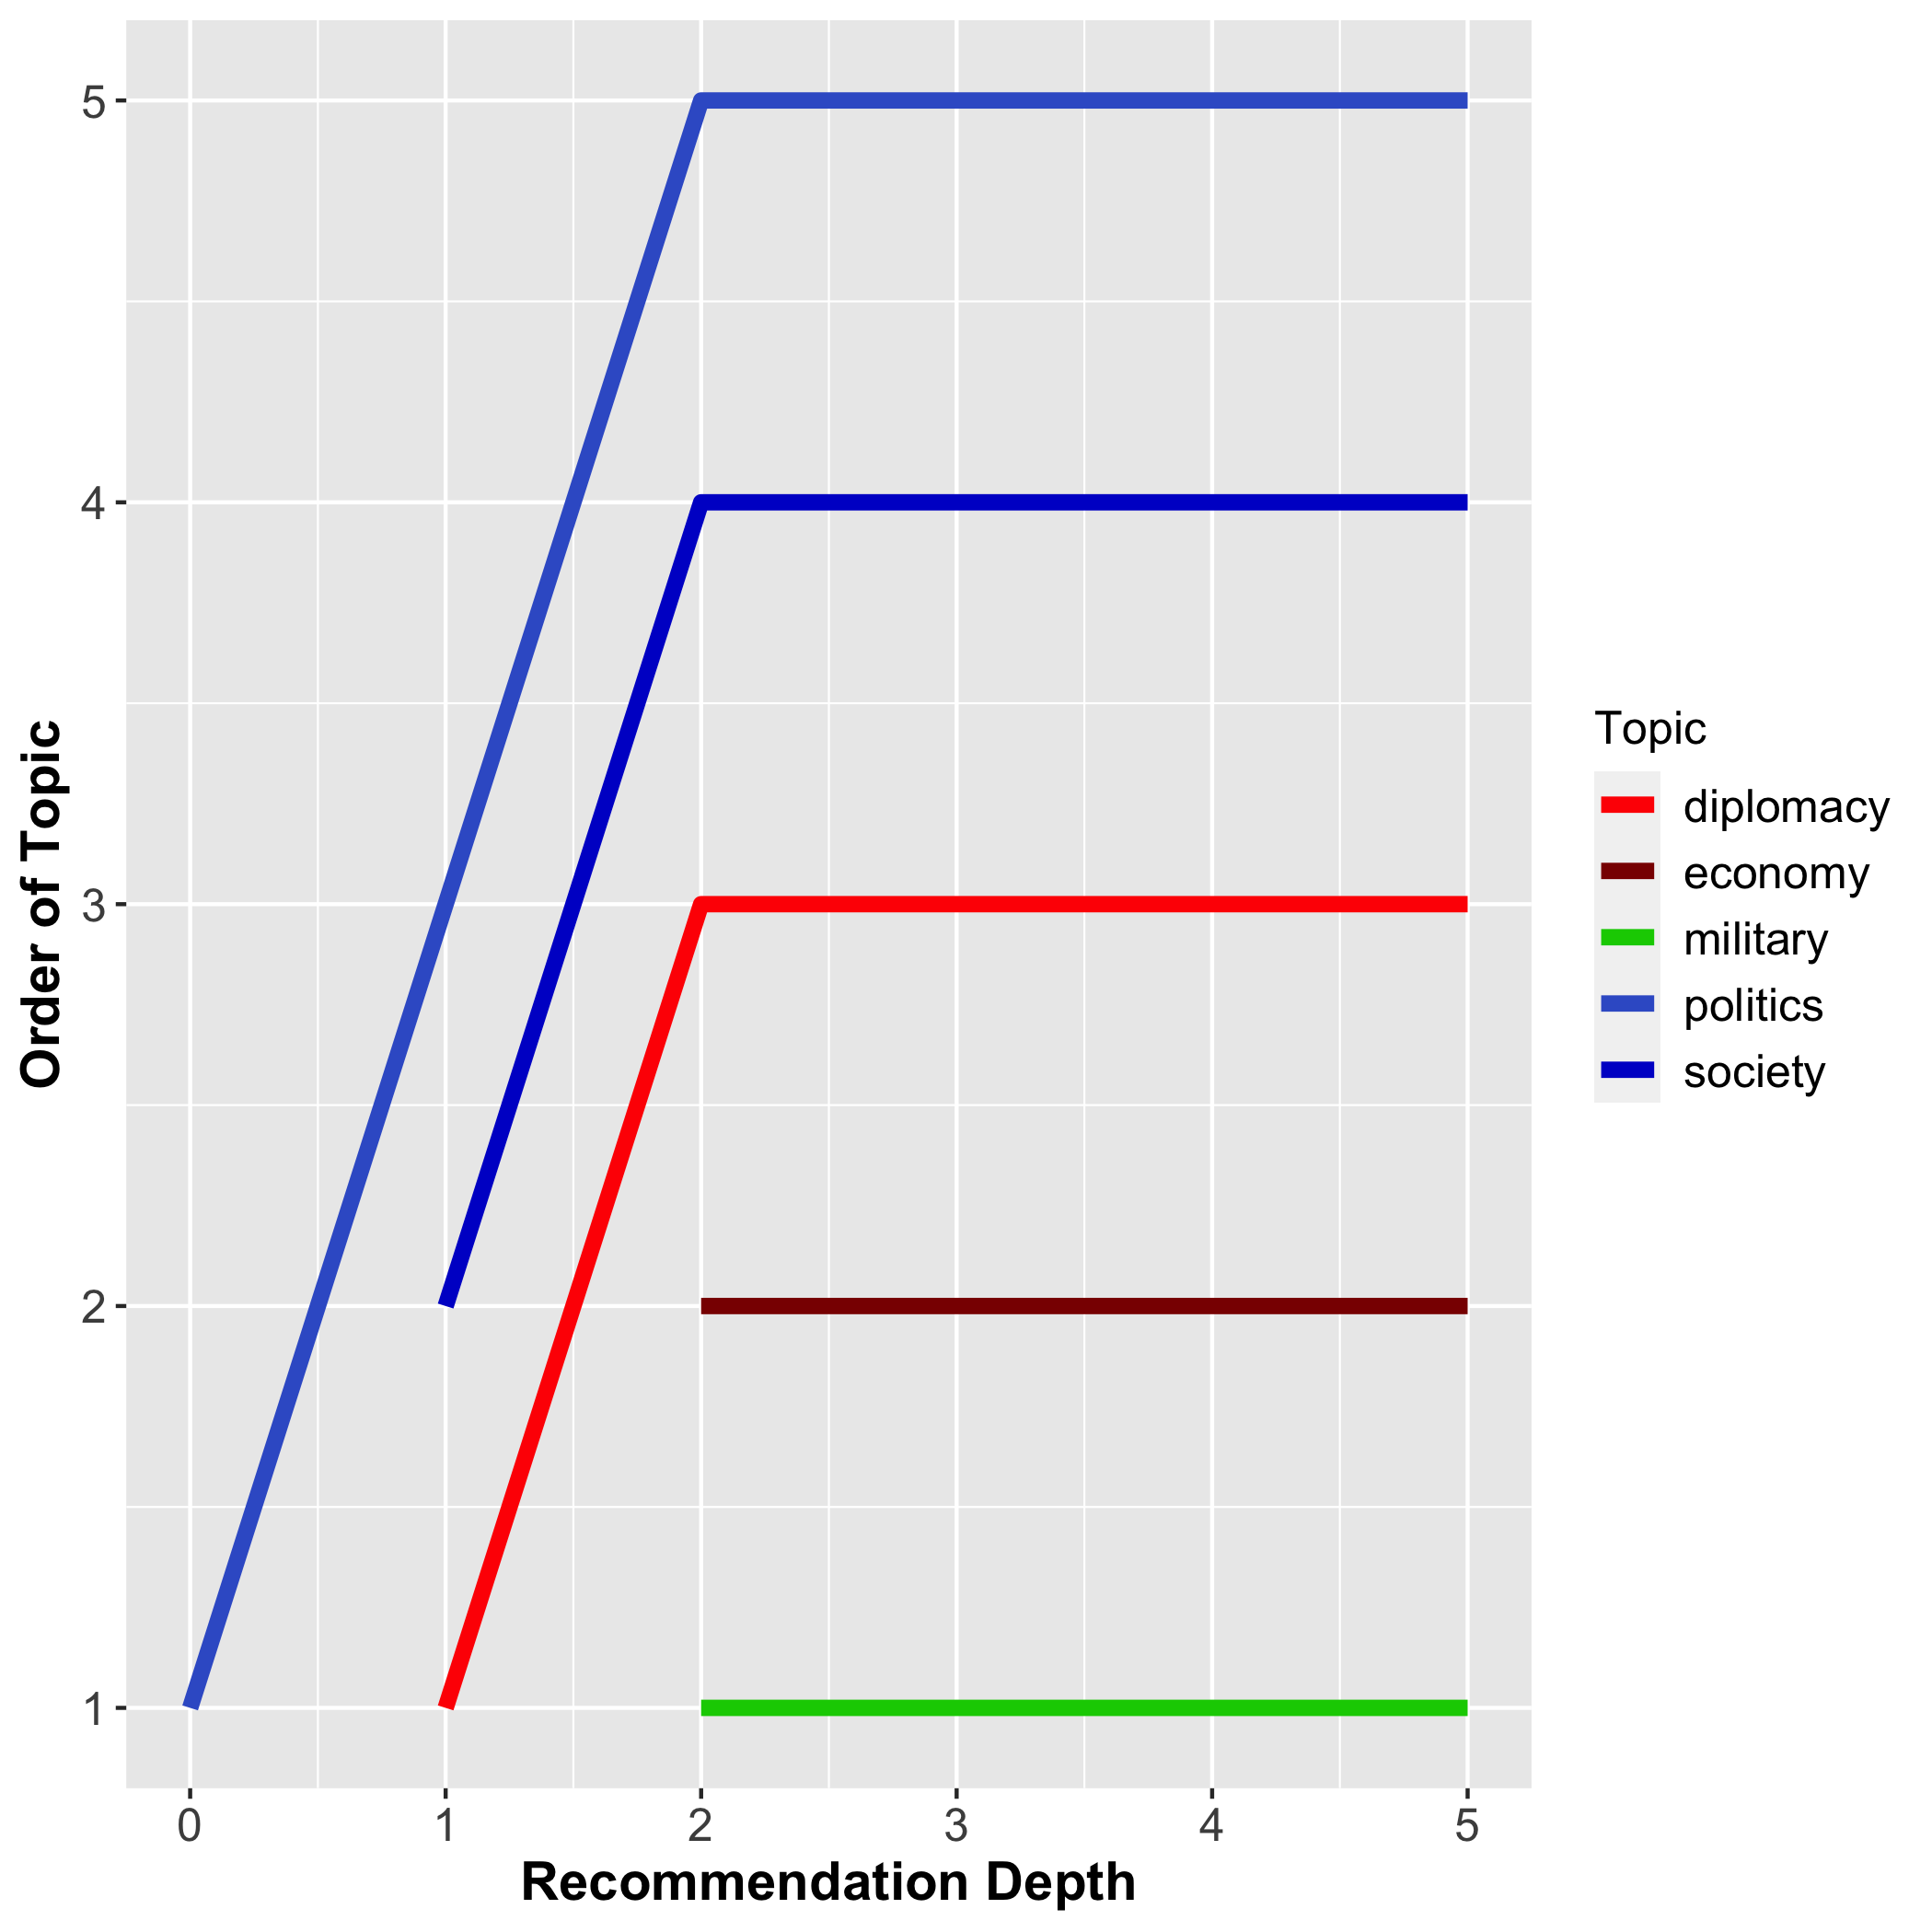 Order of Topic
5
4
3
2
1
0 1 2 3 4 5
Recommendation Depth
Topic
diplomacy
economy
military
politics
society